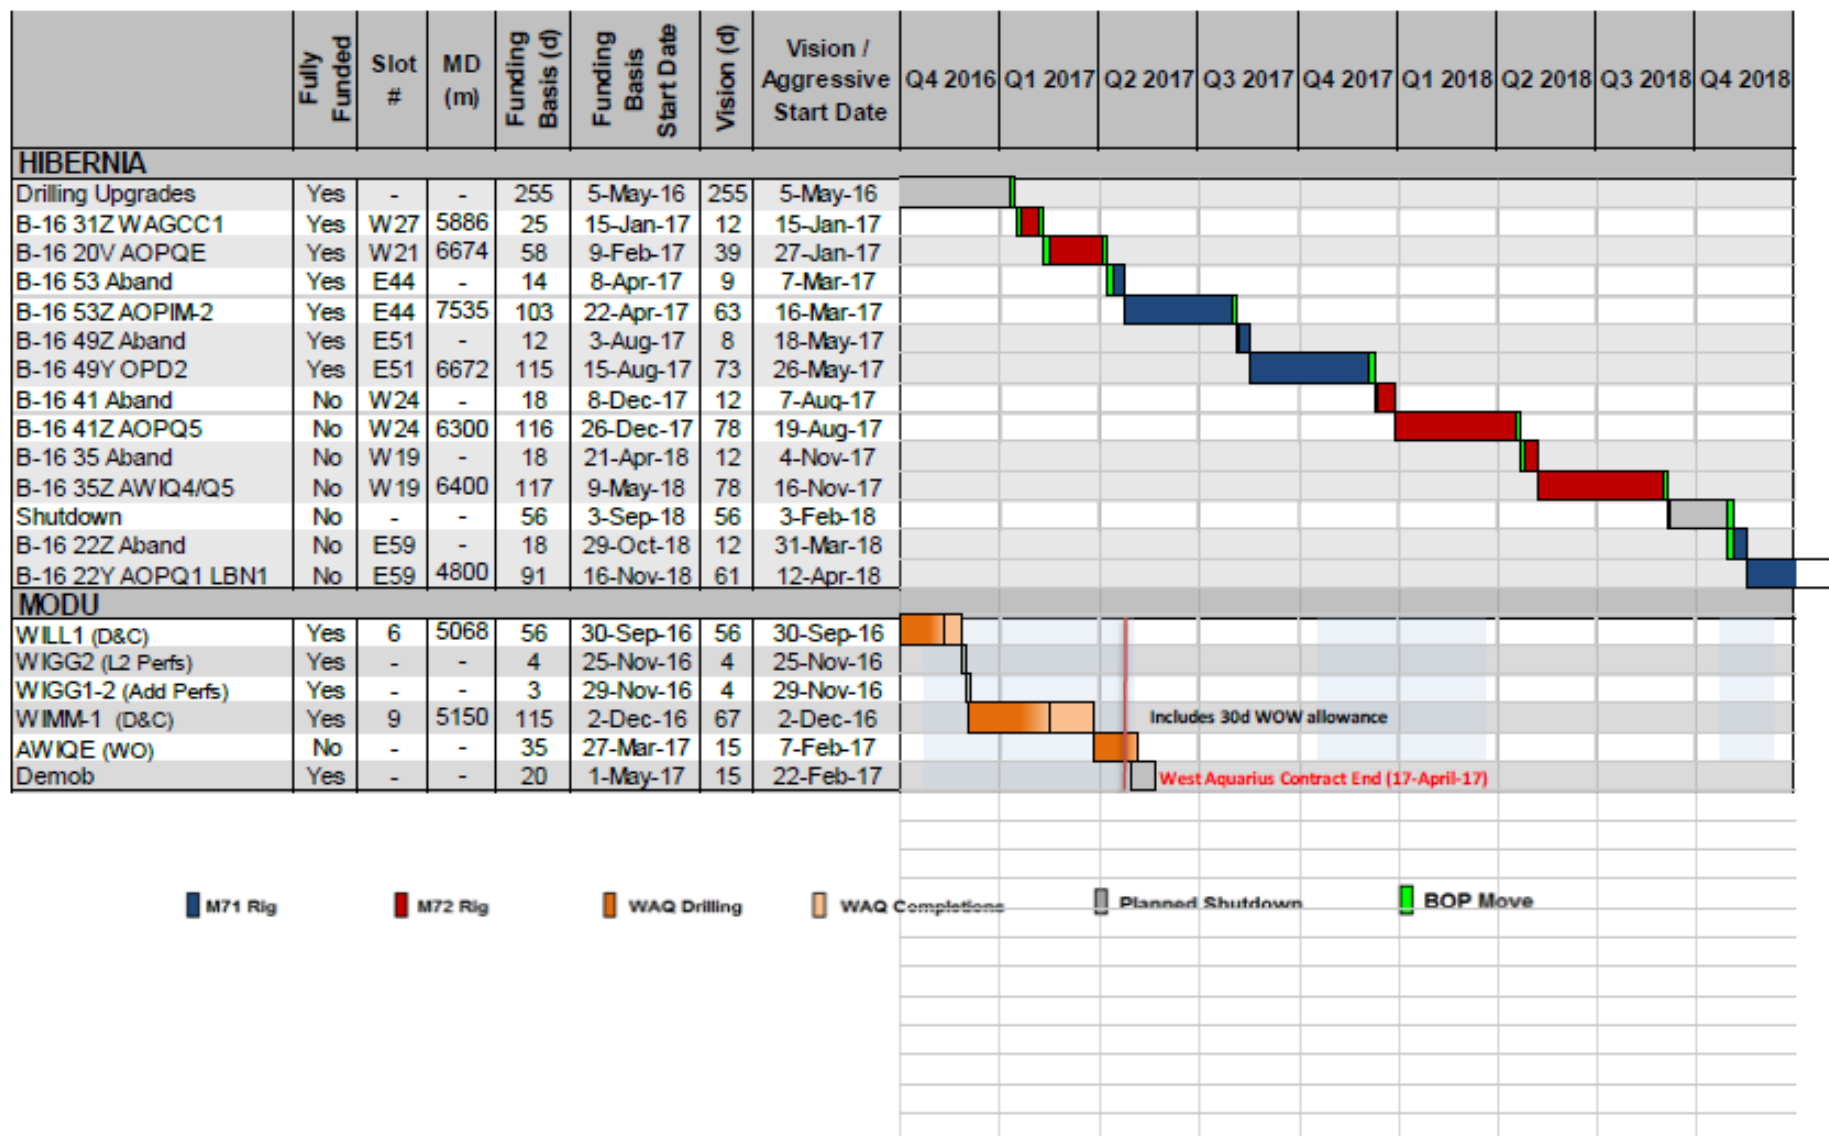 Fully Funded Slot # MD (m) Funding Basis (d) Funding Basis Start Date Vision (d) Vision / Aggressive Start Date Q4 2016 Q1 2017 Q2 2017 Q3 2017 Q4 2017 Q1 2018 Q2 2018 Q3 2018 Q4 2018
HIBERNIA
Drilling Upgrades Yes - - 255 5-May-16 255 5-May-16
B-16 31Z WAGCC1 Yes W27 5886 25 15-Jan-17 12 15-Jan-17
B-16 20V AOPQE Yes W21 6674 58 9-Feb-17 39 27-Jan-17
B-16 53 Aband Yes E44 - 14 8-Apr-17 9 7-Mar-17
B-16 53Z AOPIM-2 Yes E44 7535 103 22-Apr-17 63 16-Mar-17
B-16 49Z Aband Yes E51 - 12 3-Aug-17 8 18-May-17
B-16 49Y OPD2 Yes E51 6672 115 15-Aug-17 73 26-May-17
B-16 41 Aband No W24 - 18 8-Dec-17 12 7-Aug-17
B-16 41Z AOPQ5 No W24 6300 116 26-Dec-17 78 19-Aug-17
B-16 35 Aband No W19 - 18 21-Apr-18 12 4-Nov-17
B-16 35Z AWIQ4/Q5 No W19 6400 117 9-May-18 78 16-Nov-17
Shutdown No - - 56 3-Sep-18 56 3-Feb-18
B-16 22Z Aband No E59 - 18 29-Oct-18 12 31-Mar-18
B-16 22Y AOPQ1 LBN1 No E59 4800 91 16-Nov-18 61 12-Apr-18
MODU
WILL1 (D&C) Yes 6 5068 56 30-Sep-16 56 30-Sep-16
WIGG2 (L2 Perfs) Yes - - 4 25-Nov-16 4 25-Nov-16
WIGG1-2 (Add Perfs) Yes - - 3 29-Nov-16 4 29-Nov-16
WIMM-1 (D&C) Yes 9 5150 115 2-Dec-16 67 2-Dec-16 Includes 30d WOW allowance
AWIQE (WO) No - - 35 27-Mar-17 15 7-Feb-17
Demob Yes - - 20 1-May-17 15 22-Feb-17 West Aquarius Contract End (17-April-17)
M71 Rig M72 Rig WAQ Drilling WAQ Completions Planned Shutdown BOP Move